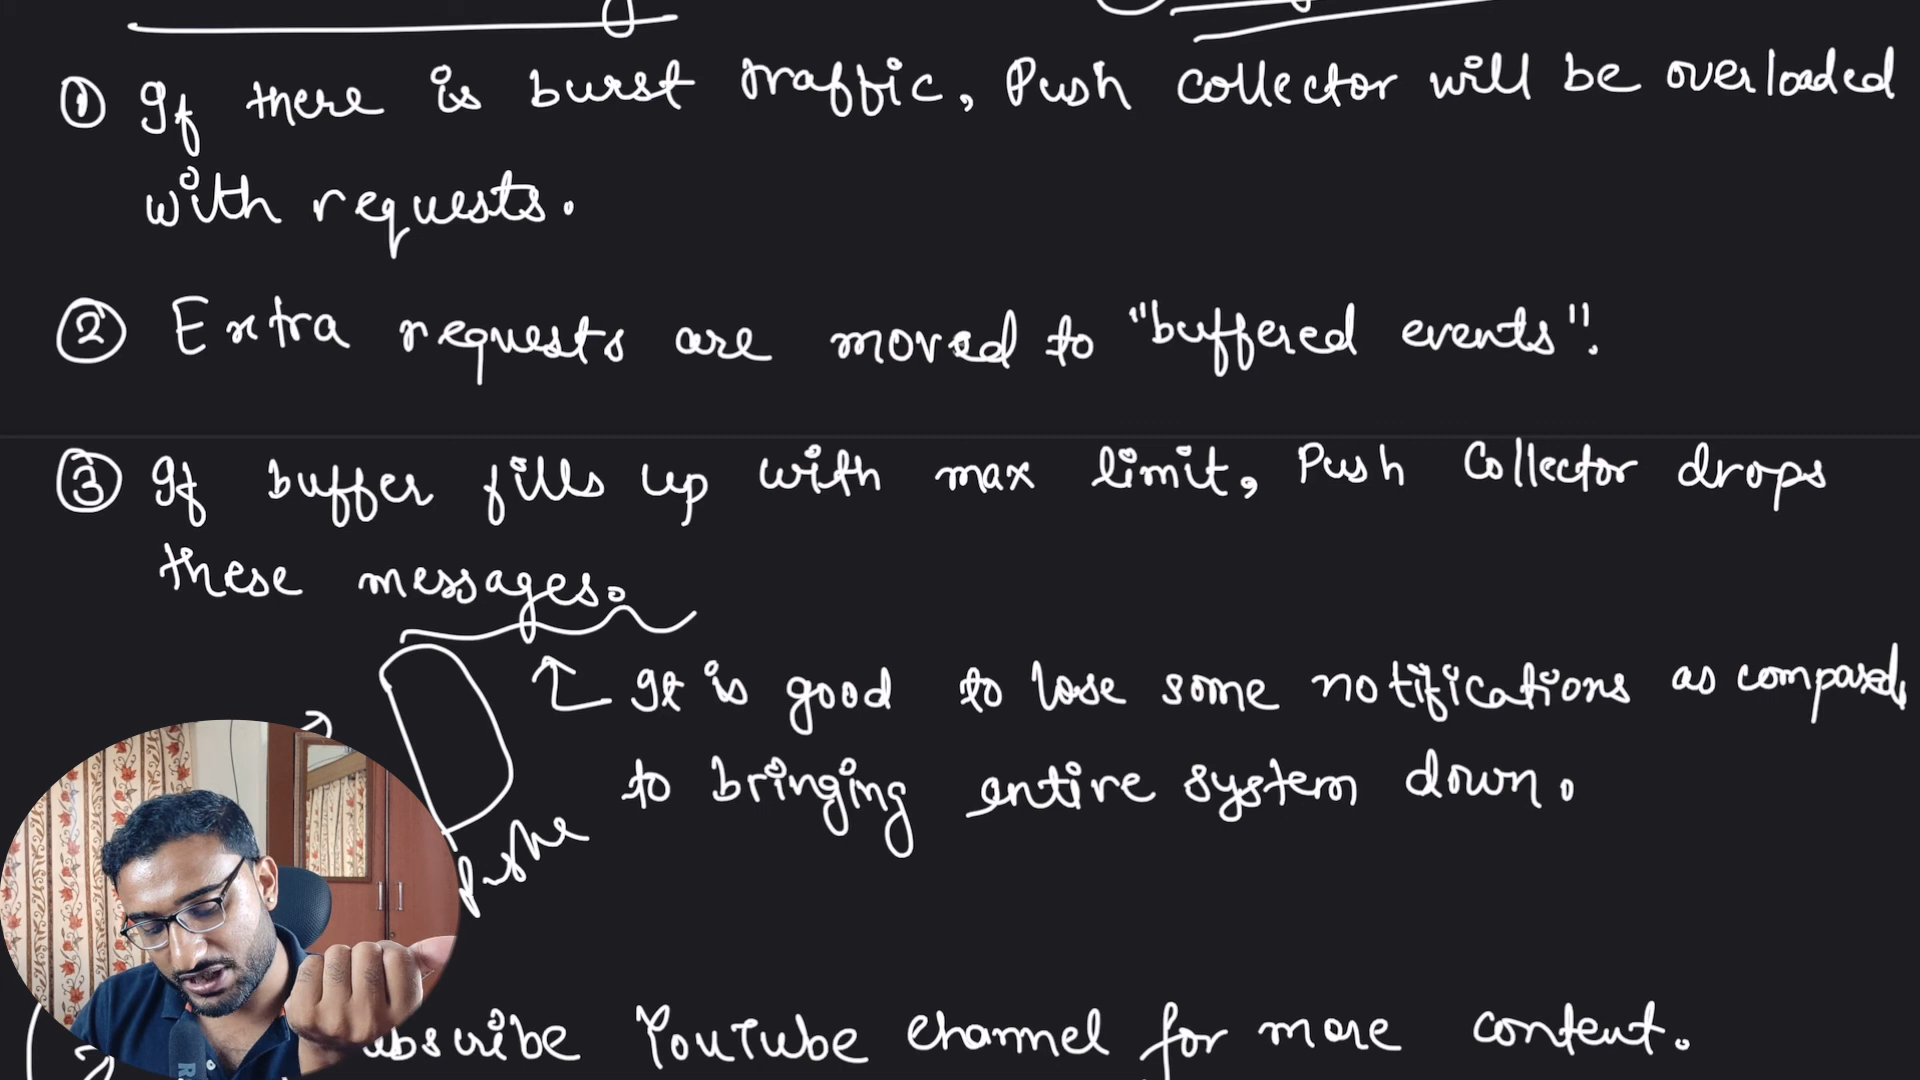 ① If there is burst traffic, Push collector will be overloaded
with requests.
② Extra requests are moved to "buffered events".
③ If buffer fills up with max limit, Push Collector drops
these messages.
It is good to lose some notifications as compared
to bringing entire system down.
ubscribe YouTube channel for more content.